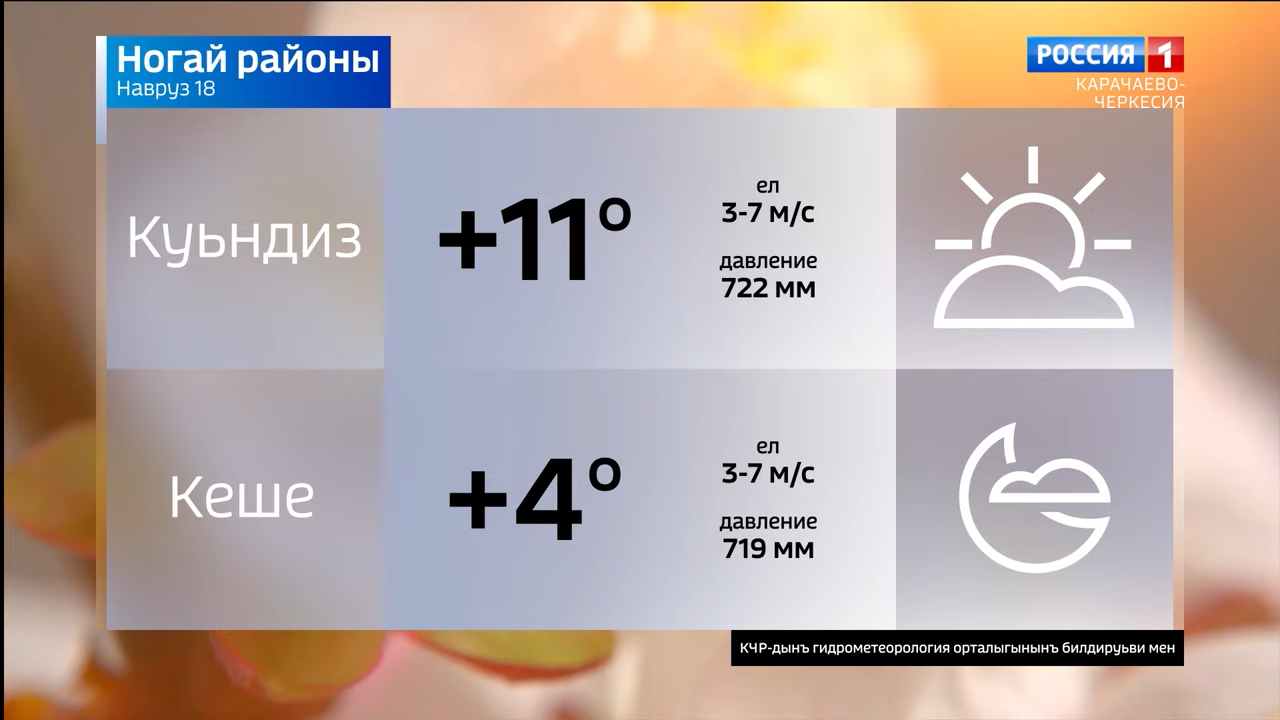 Ногай районы
Навруз 18
РОССИЯ 1
КАРАЧАЕВО-
ЧЕРКЕСИЯ
Куьндиз
+11°
ел
3-7 м/с
давление
722 мм
Кеше
+4°
ел
3-7 м/с
давление
719 мм
КЧР-дынъ гидрометеорология орталыгынынъ билдируьви мен